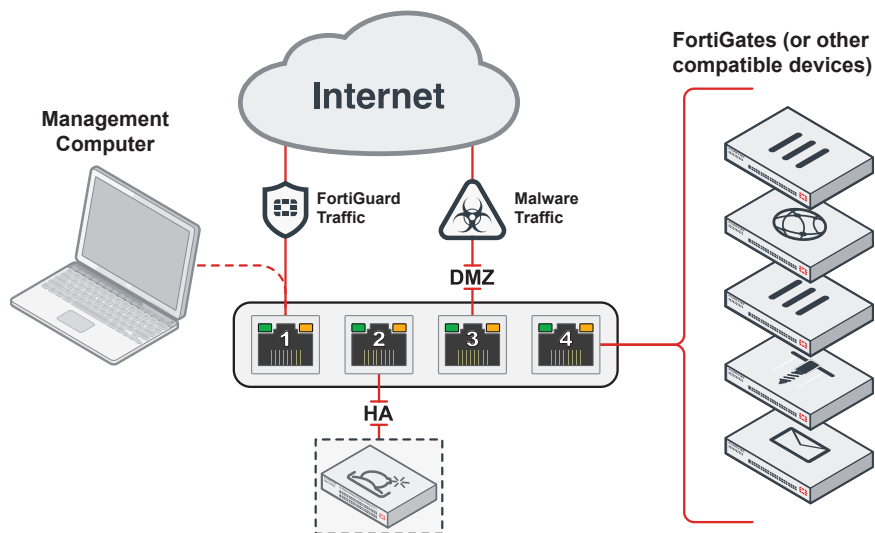 FortiGates (or other
compatible devices)
Internet
Management
Computer
FortiGuard
Traffic
Malware
Traffic
DMZ
1
2
3
4
HA